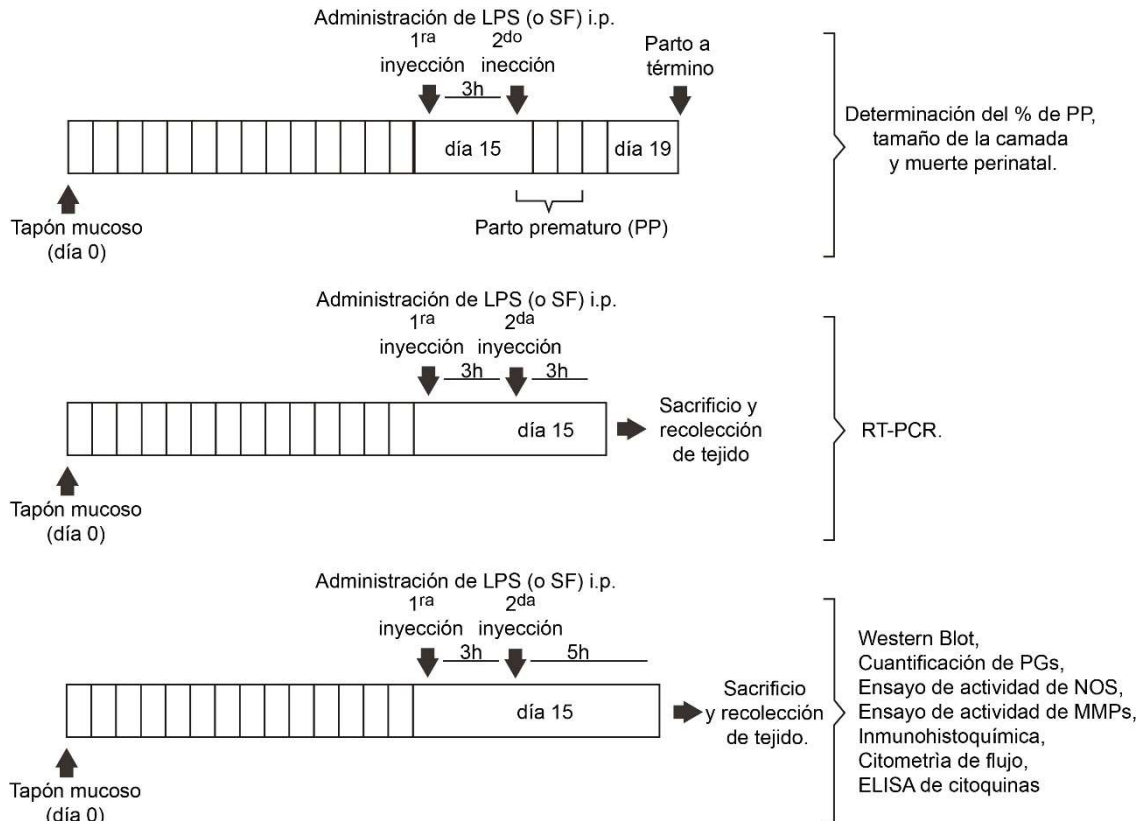 Administración de LPS (o SF) i.p.
1ra
inyección
2do
inección
3h
Parto a
término
día 15
día 19
Tapón mucoso
(día 0)
Parto prematuro (PP)
Determinación del % de PP,
tamaño de la camada
y muerte perinatal.
Administración de LPS (o SF) i.p.
1ra
inyección
2da
inyección
3h
3h
día 15
Sacrificio y
recolección
de tejido
Tapón mucoso
(día 0)
RT-PCR.
Administración de LPS (o SF) i.p.
1ra
inyección
2da
inyección
3h
5h
día 15
Sacrificio
y recolección
de tejido.
Tapón mucoso
(día 0)
Western Blot,
Cuantificación de PGs,
Ensayo de actividad de NOS,
Ensayo de actividad de MMPs,
Inmunohistoquímica,
Citometrìa de flujo,
ELISA de citoquinas